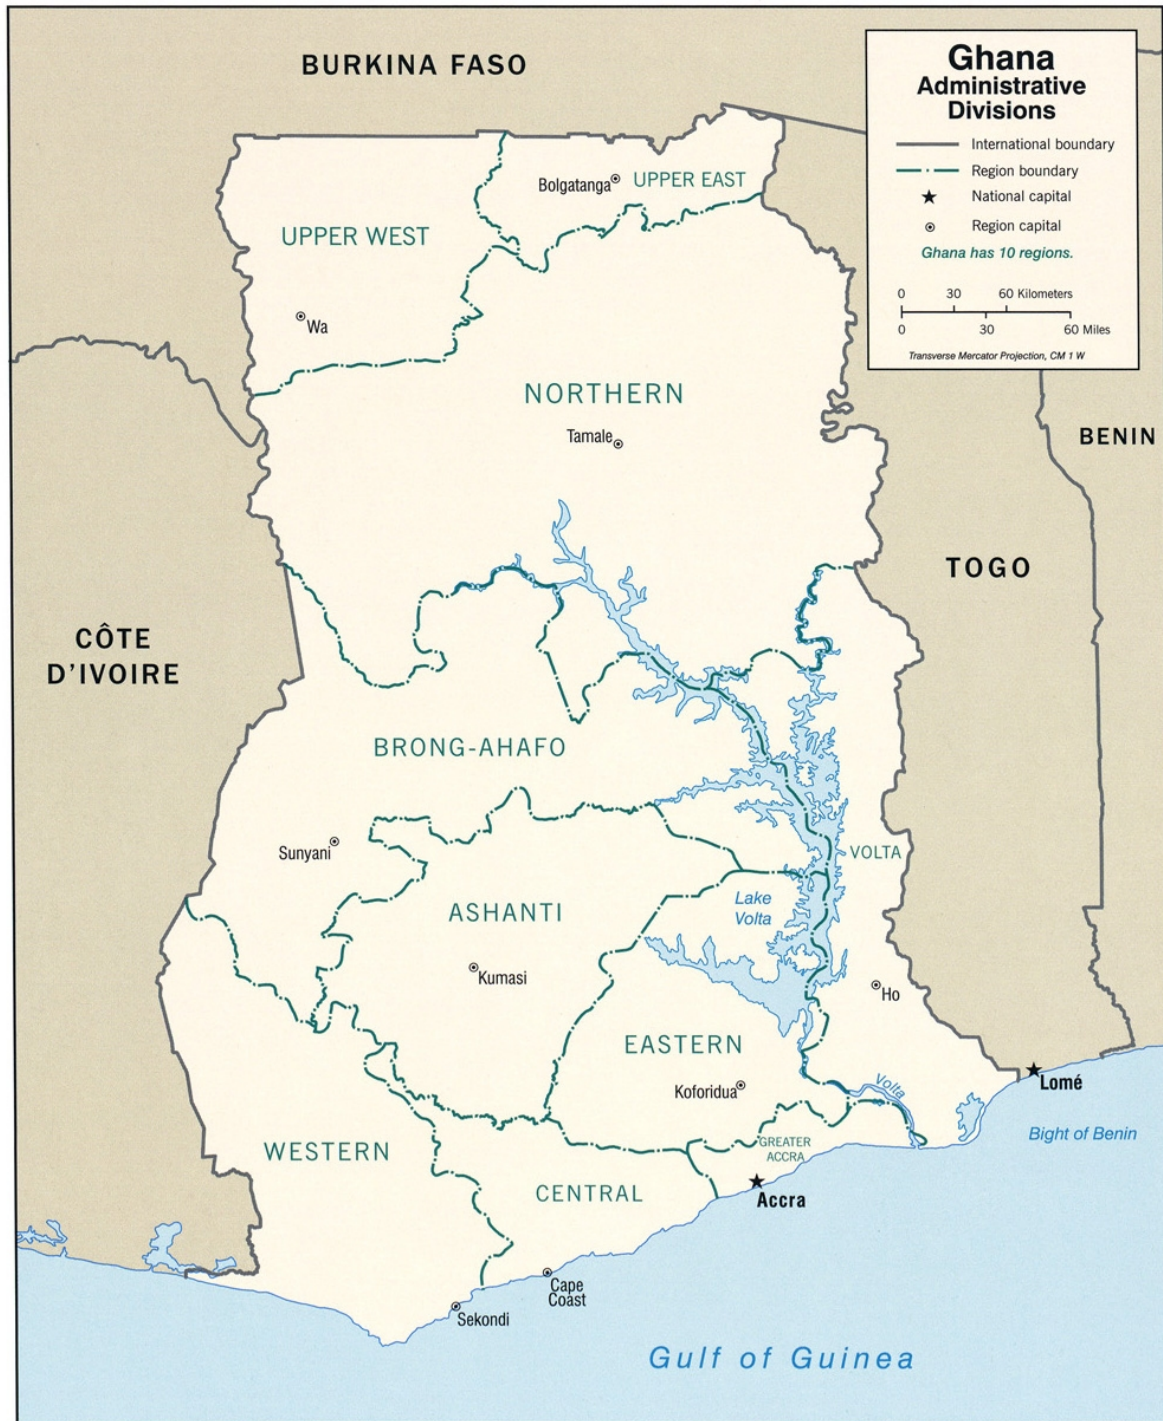 BURKINA FASO
Ghana
Administrative
Divisions
International boundary
Region boundary
National capital
Region capital
Ghana has 10 regions.
0 30 60 Kilometers
0 30 60 Miles
Transverse Mercator Projection, CM 1 W
Bolgatanga
UPPER EAST
UPPER WEST
Wa
NORTHERN
Tamale
BENIN
TOGO
CÔTE
D'IVOIRE
BRONG-AHAFO
Sunyani
VOLTA
ASHANTI
Lake
Volta
Kumasi
Ho
EASTERN
Koforidua
Volta
Lomé
Bight of Benin
GREATER
ACCRA
WESTERN
CENTRAL
Accra
Cape
Coast
Sekondi
Gulf of Guinea